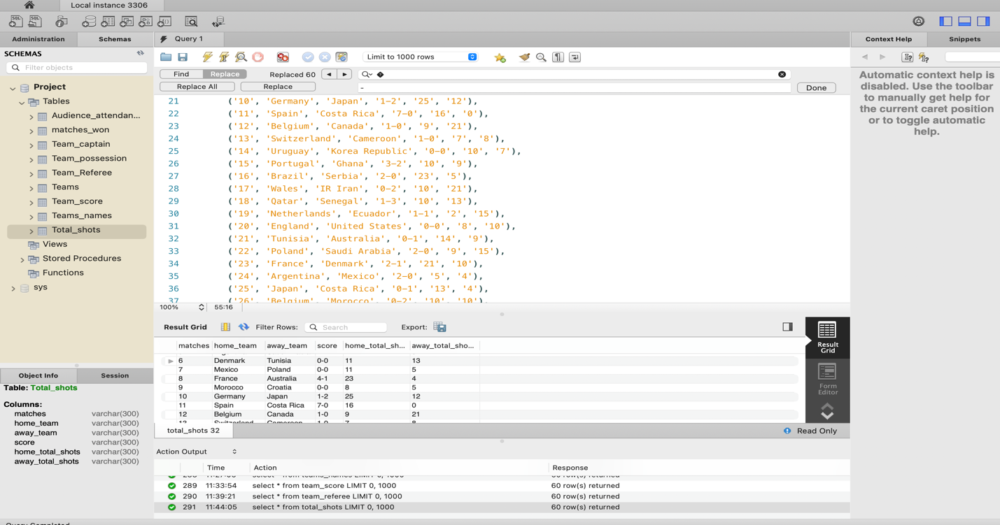 Local instance 3306
Administration
Schemas
Query 1
Context Help
Snippets
SCHEMAS
Filter objects
Project
Tables
Audience_attendan...
matches_won
Team_captain
Team_possession
Team_Referee
Teams
Team_score
Teams_names
Total_shots
Views
Stored Procedures
Functions
sys
Object Info
Session
Table: Total_shots
Columns:
matches varchar(300)
home_team varchar(300)
away_team varchar(300)
score varchar(300)
home_total_shots varchar(300)
away_total_shots varchar(300)
Limit to 1000 rows
Find Replace Replaced 60
Replace All Replace - Done
21 ('10', 'Germany', 'Japan', '1-2', '25', '12'),
22 ('11', 'Spain', 'Costa Rica', '7-0', '16', '0'),
23 ('12', 'Belgium', 'Canada', '1-0', '9', '21'),
24 ('13', 'Switzerland', 'Cameroon', '1-0', '7', '8'),
25 ('14', 'Uruguay', 'Korea Republic', '0-0', '10', '7'),
26 ('15', 'Portugal', 'Ghana', '3-2', '10', '9'),
27 ('16', 'Brazil', 'Serbia', '2-0', '23', '5'),
28 ('17', 'Wales', 'IR Iran', '0-2', '10', '21'),
29 ('18', 'Qatar', 'Senegal', '1-3', '10', '13'),
30 ('19', 'Netherlands', 'Ecuador', '1-1', '2', '15'),
31 ('20', 'England', 'United States', '0-0', '8', '10'),
32 ('21', 'Tunisia', 'Australia', '0-1', '14', '9'),
33 ('22', 'Poland', 'Saudi Arabia', '2-0', '9', '15'),
34 ('23', 'France', 'Denmark', '2-1', '21', '10'),
35 ('24', 'Argentina', 'Mexico', '2-0', '5', '4'),
36 ('25', 'Japan', 'Costa Rica', '0-1', '13', '4'),
37 ('26', 'Belgium', 'Morocco', '0-2', '10', '10'),
100% 55:16
Result Grid Filter Rows: Search Export:
matches home_team away_team score home_total_sh... away_total_sho...
6 Denmark Tunisia 0-0 11 13
7 Mexico Poland 0-0 11 5
8 France Australia 4-1 23 4
9 Morocco Croatia 0-0 8 5
10 Germany Japan 1-2 25 12
11 Spain Costa Rica 7-0 16 0
12 Belgium Canada 1-0 9 21
13 Switzerland Cameroon 1-0 7 8
Result
Grid
Form
Editor
total_shots 32
Read Only
Action Output
Time Action Response
289 11:33:54 select * from team_score LIMIT 0, 1000 60 row(s) returned
290 11:39:21 select * from team_referee LIMIT 0, 1000 60 row(s) returned
291 11:44:05 select * from total_shots LIMIT 0, 1000 60 row(s) returned
Automatic context help is
disabled. Use the toolbar
to manually get help for
the current caret position
or to toggle automatic
help.
Query Completed